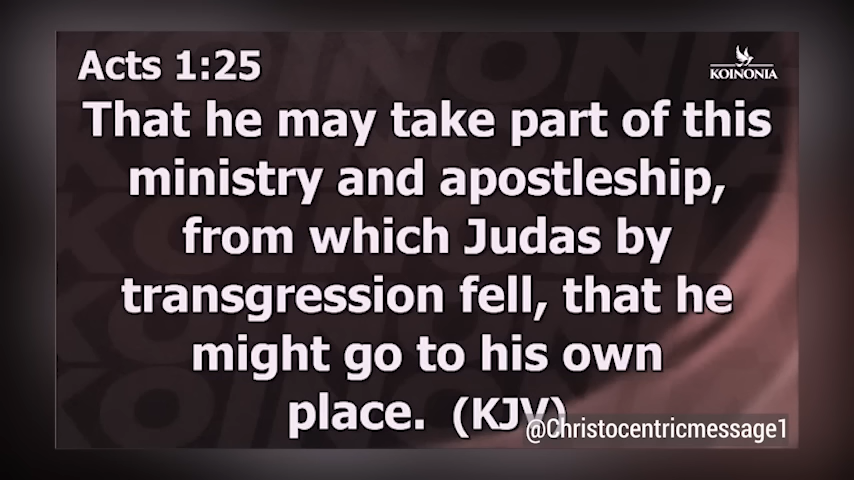 Acts 1:25
KOINONIA
That he may take part of this
ministry and apostleship,
from which Judas by
transgression fell, that he
might go to his own
place. (KJV)
@Christocentricmessage1